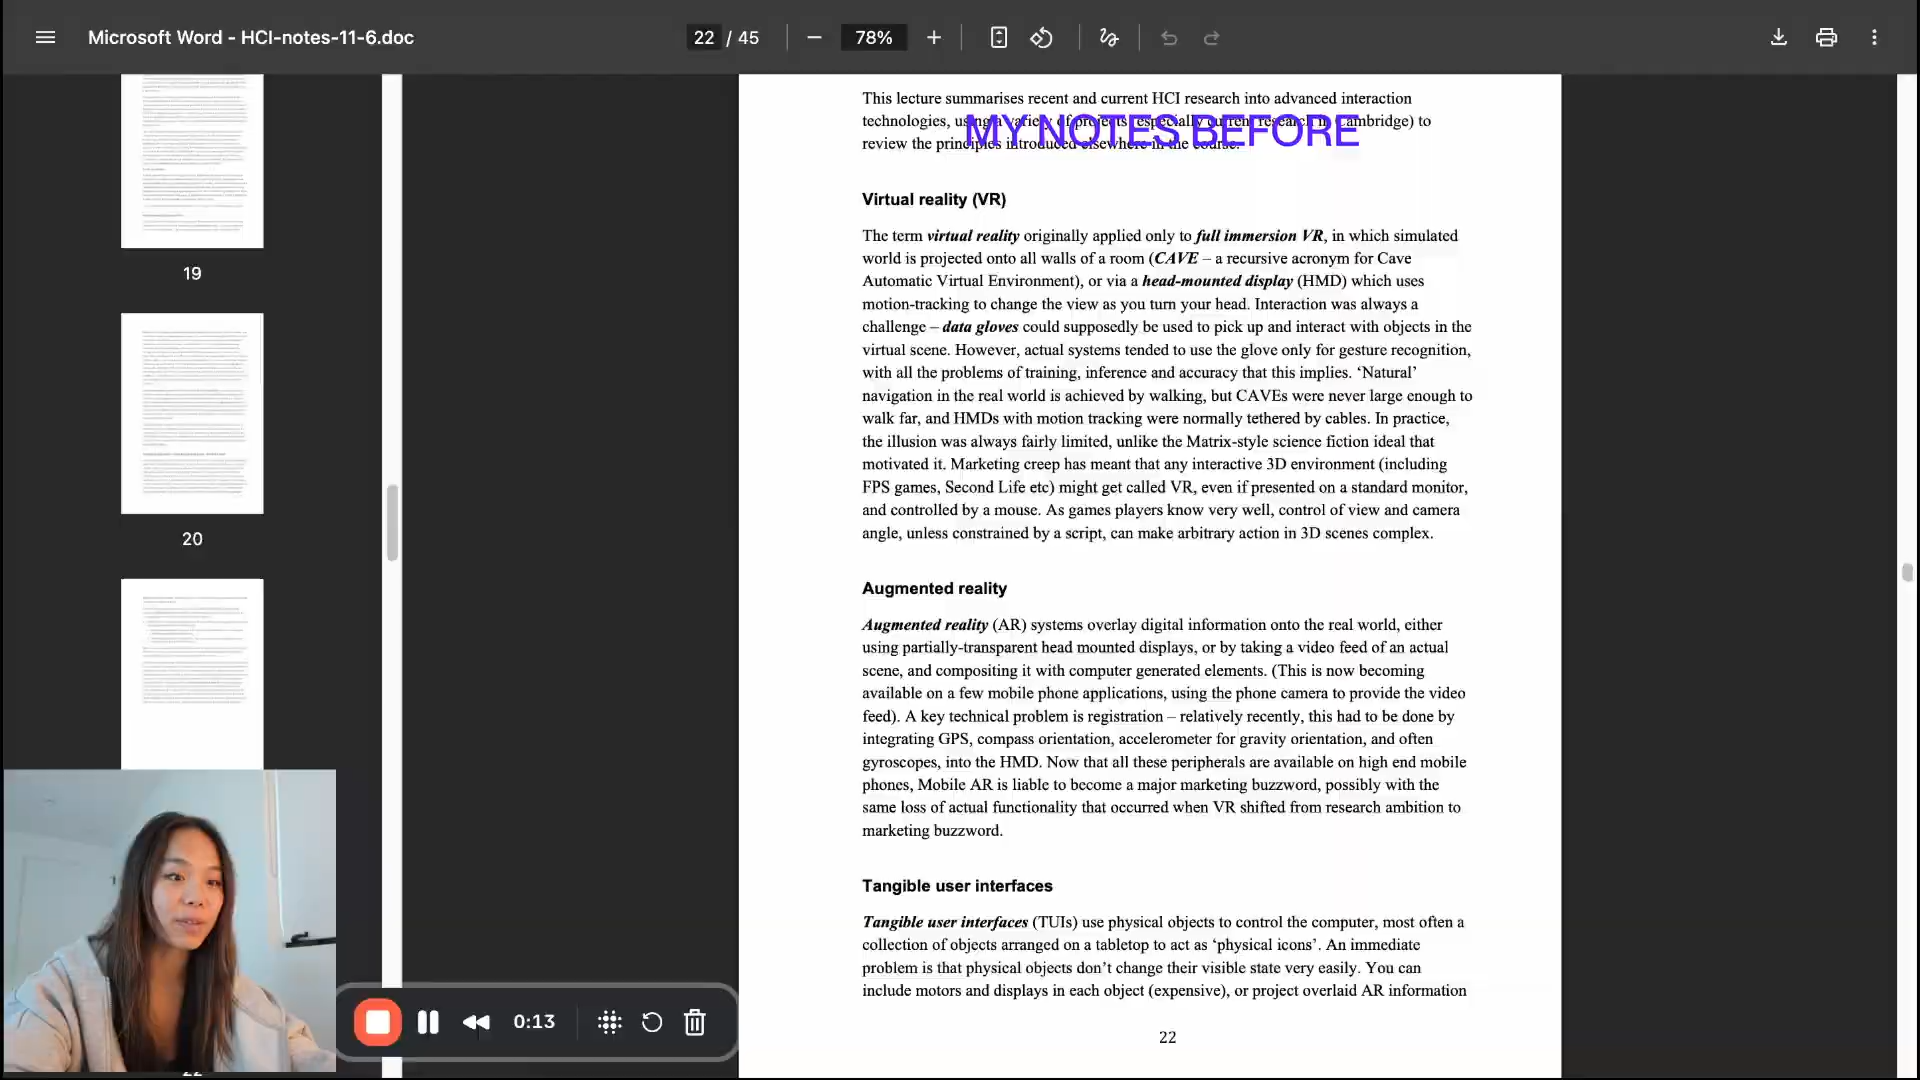 Microsoft Word - HCI-notes-11-6.doc
22 / 45
78%
19
20
22
0:13
MY NOTES BEFORE
This lecture summarises recent and current HCI research into advanced interaction
technologies, using a variety of projects (especially current research in Cambridge) to
review the principles introduced elsewhere in the course.
Virtual reality (VR)
The term virtual reality originally applied only to full immersion VR, in which simulated
world is projected onto all walls of a room (CAVE – a recursive acronym for Cave
Automatic Virtual Environment), or via a head-mounted display (HMD) which uses
motion-tracking to change the view as you turn your head. Interaction was always a
challenge – data gloves could supposedly be used to pick up and interact with objects in the
virtual scene. However, actual systems tended to use the glove only for gesture recognition,
with all the problems of training, inference and accuracy that this implies. ‘Natural’
navigation in the real world is achieved by walking, but CAVEs were never large enough to
walk far, and HMDs with motion tracking were normally tethered by cables. In practice,
the illusion was always fairly limited, unlike the Matrix-style science fiction ideal that
motivated it. Marketing creep has meant that any interactive 3D environment (including
FPS games, Second Life etc) might get called VR, even if presented on a standard monitor,
and controlled by a mouse. As games players know very well, control of view and camera
angle, unless constrained by a script, can make arbitrary action in 3D scenes complex.
Augmented reality
Augmented reality (AR) systems overlay digital information onto the real world, either
using partially-transparent head mounted displays, or by taking a video feed of an actual
scene, and compositing it with computer generated elements. (This is now becoming
available on a few mobile phone applications, using the phone camera to provide the video
feed). A key technical problem is registration – relatively recently, this had to be done by
integrating GPS, compass orientation, accelerometer for gravity orientation, and often
gyroscopes, into the HMD. Now that all these peripherals are available on high end mobile
phones, Mobile AR is liable to become a major marketing buzzword, possibly with the
same loss of actual functionality that occurred when VR shifted from research ambition to
marketing buzzword.
Tangible user interfaces
Tangible user interfaces (TUIs) use physical objects to control the computer, most often a
collection of objects arranged on a tabletop to act as ‘physical icons’. An immediate
problem is that physical objects don’t change their visible state very easily. You can
include motors and displays in each object (expensive), or project overlaid AR information
22